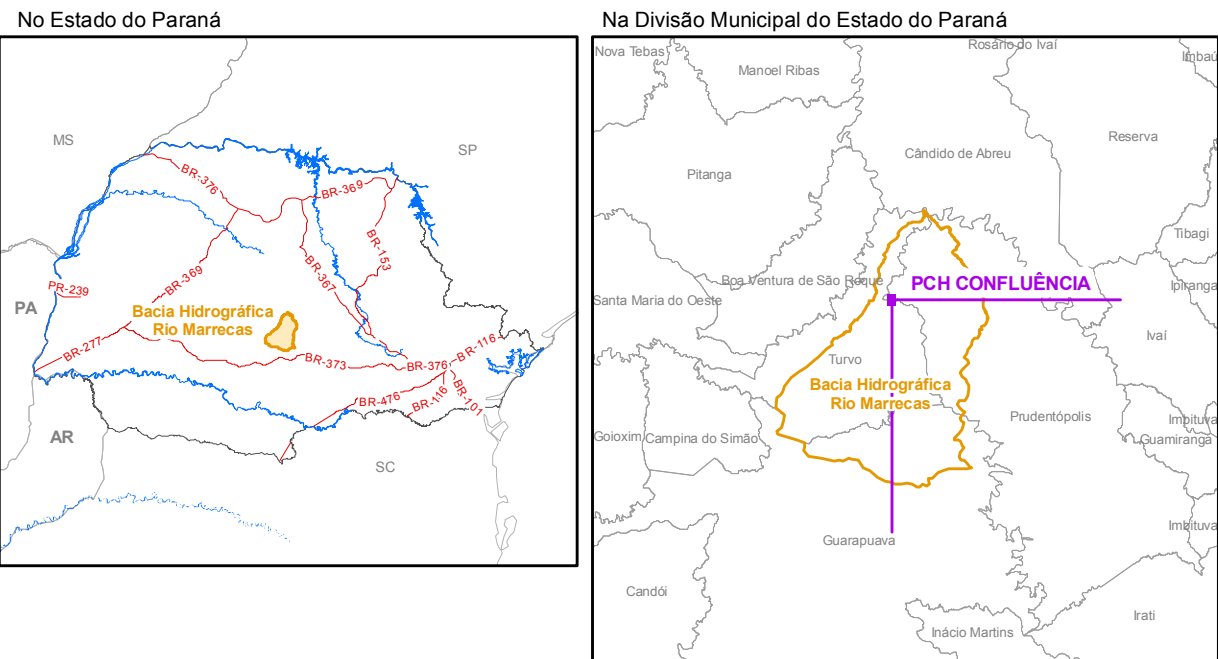 No Estado do Paraná
MS
SP
BR-376
BR-369
BR-153
BR-367
BR-369
PR-239
PA
Bacia Hidrográfica
Rio Marrecas
BR-277
BR-373
BR-376
BR-116
BR-476
BR-116
BR-101
AR
SC
Na Divisão Municipal do Estado do Paraná
Nova Tebas
Rosário do Ivaí
Imbaú
Manoel Ribas
Reserva
Cândido de Abreu
Pitanga
Tibagi
Boa Ventura de São Roque
PCH CONFLUÊNCIA
Ipiranga
Santa Maria do Oeste
Ivaí
Turvo
Bacia Hidrográfica
Rio Marrecas
Prudentópolis
Imbituva
Goioxim
Campina do Simão
Guamiranga
Imbituva
Guarapuava
Candói
Irati
Inácio Martins